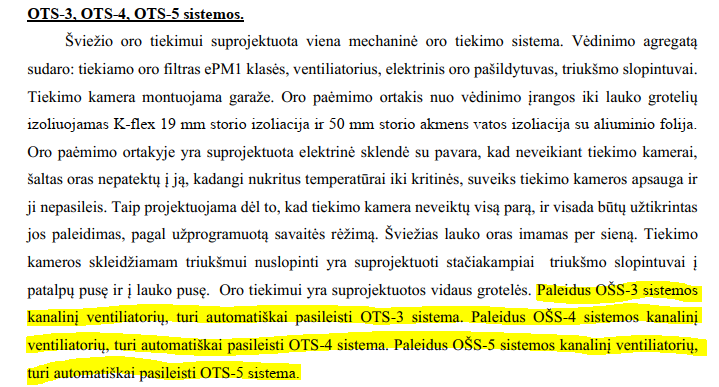 OTS-3, OTS-4, OTS-5 sistemos.
Šviežio oro tiekimui suprojektuota viena mechaninė oro tiekimo sistema. Vėdinimo agregatą
sudaro: tiekiamo oro filtras ePM1 klasės, ventiliatorius, elektrinis oro pašildytuvas, triukšmo slopintuvai.
Tiekimo kamera montuojama garaže. Oro paėmimo ortakis nuo vėdinimo įrangos iki lauko grotelių
izoliuojamas K-flex 19 mm storio izoliacija ir 50 mm storio akmens vatos izoliacija su aliuminio folija.
Oro paėmimo ortakyje yra suprojektuota elektrinė sklendė su pavara, kad neveikiant tiekimo kamerai,
šaltas oras nepatektų į ją, kadangi nukritus temperatūrai iki kritinės, suveiks tiekimo kameros apsauga ir
ji nepasileis. Taip projektuojama dėl to, kad tiekimo kamera neveiktų visą parą, ir visada būtų užtikrintas
jos paleidimas, pagal užprogramuotą savaitės rėžimą. Šviežias lauko oras imamas per sieną. Tiekimo
kameros skleidžiamam triukšmui nuslopinti yra suprojektuoti stačiakampiai triukšmo slopintuvai į
patalpų pusę ir į lauko pusę. Oro tiekimui yra suprojektuotos vidaus grotelės. Paleidus OŠS-3 sistemos
kanalinį ventiliatorių, turi automatiškai pasileisti OTS-3 sistema. Paleidus OŠS-4 sistemos kanalinį
ventiliatorių, turi automatiškai pasileisti OTS-4 sistema. Paleidus OŠS-5 sistemos kanalinį ventiliatorių,
turi automatiškai pasileisti OTS-5 sistema.